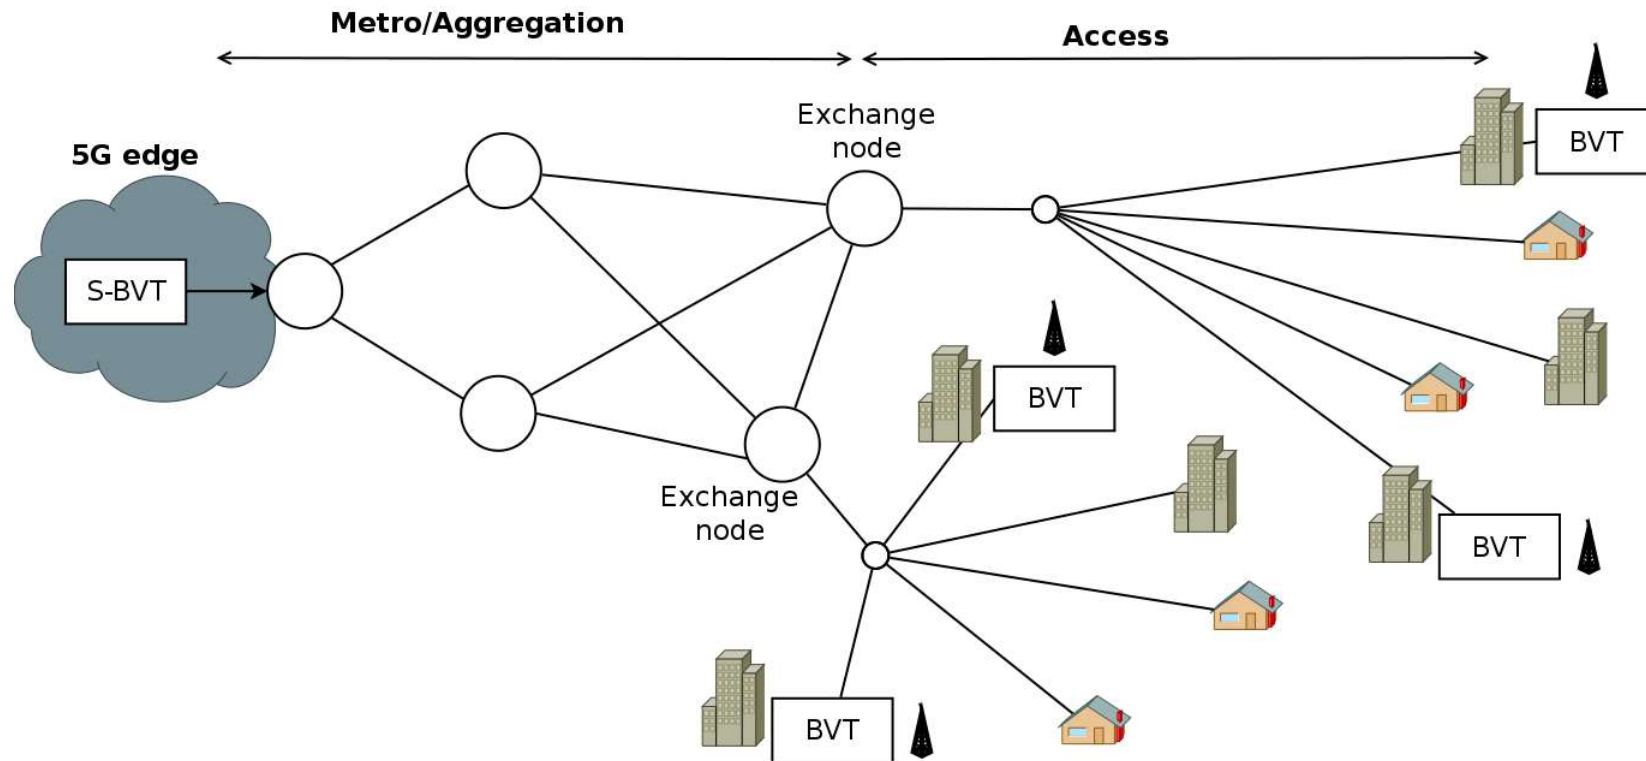 Metro/Aggregation
Access
Exchange
node
5G edge
S-BVT
BVT
BVT
Exchange
node
BVT
BVT